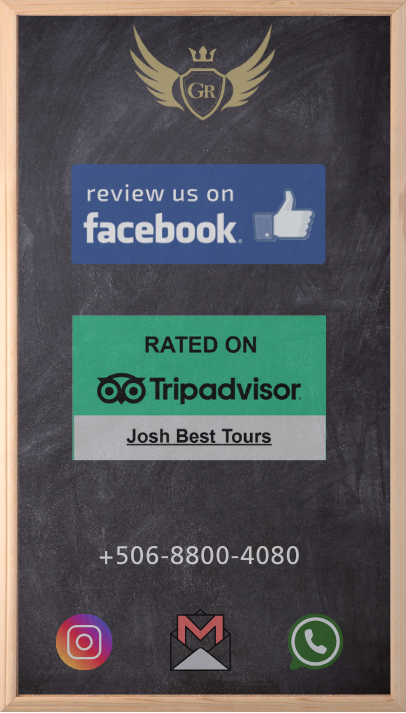 GR
review us on
facebook.
RATED ON
Tripadvisor
Josh Best Tours
+506-8800-4080